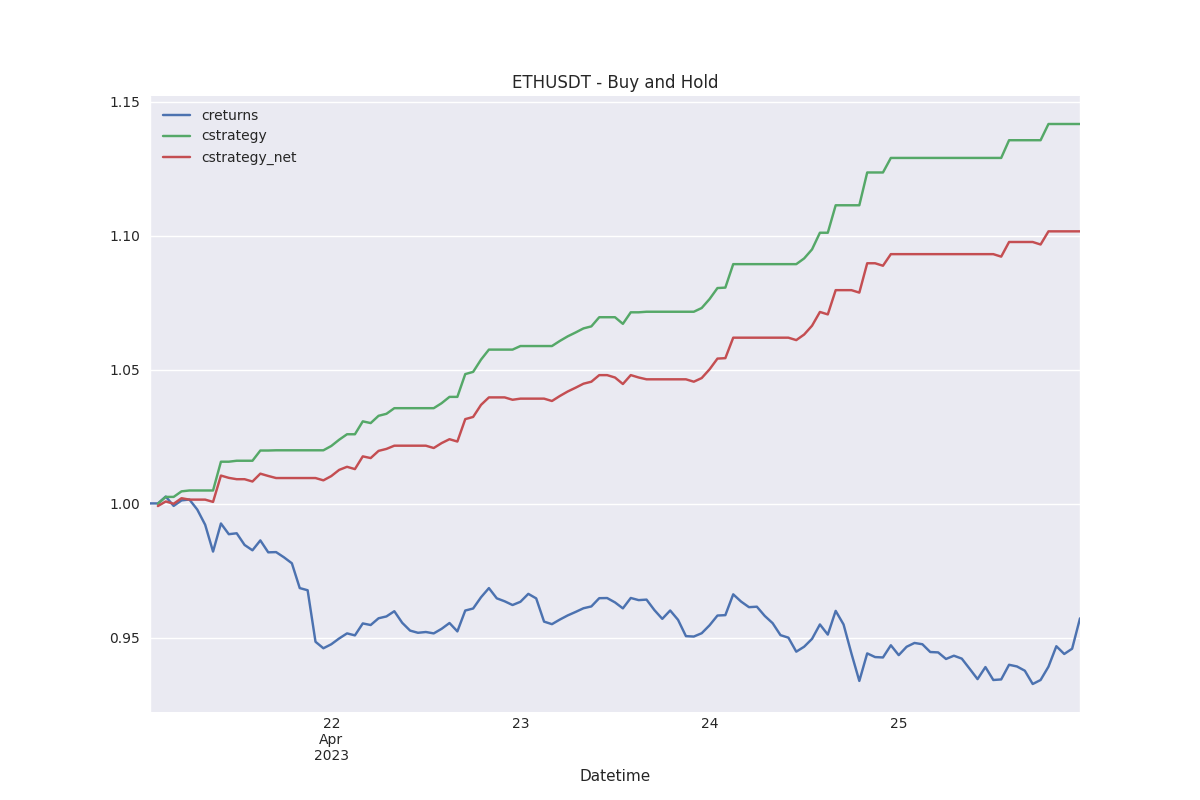 ETHUSDT - Buy and Hold
1.15
1.10
1.05
1.00
0.95
creturns
cstrategy
cstrategy_net
22 23 24 25
Apr
2023
Datetime